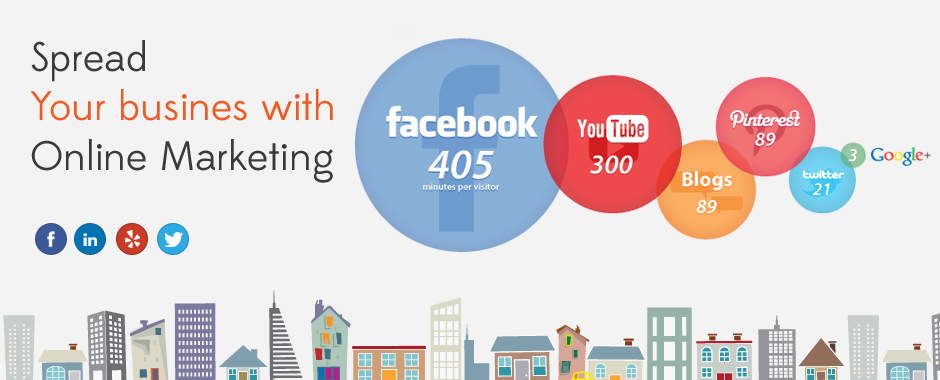 Spread
Your busines with
Online Marketing
f
in
f
facebook
405
minutes per visitor
YouTube
300
Blogs
89
Pinterest
89
twitter
21
3
Google+